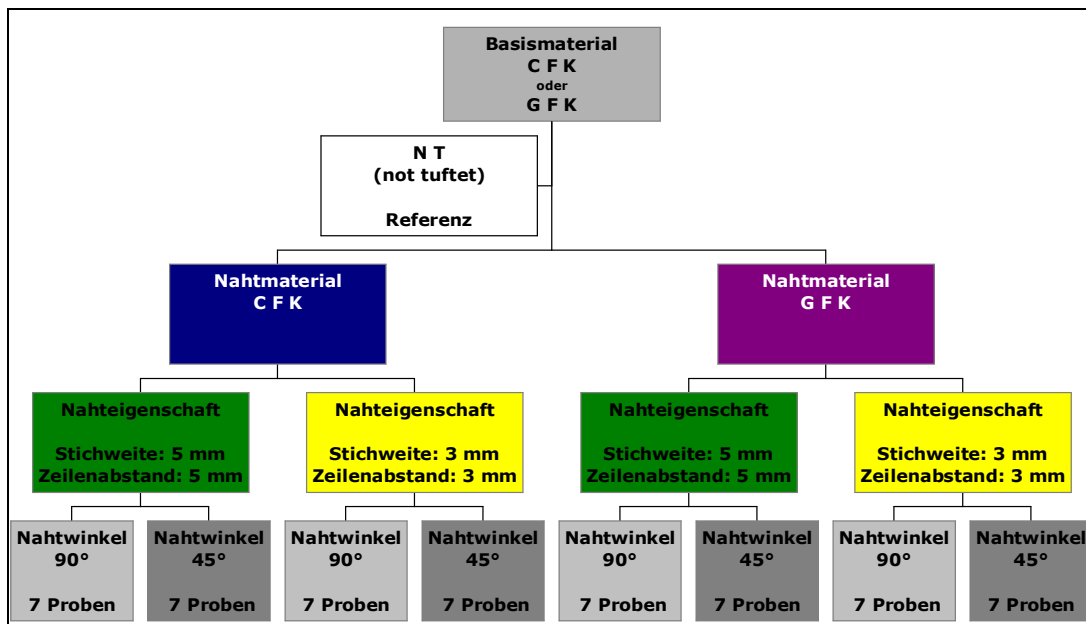 Basismaterial
C F K
oder
G F K
N T
(not tuftet)
Referenz
Nahtmaterial
C F K
Nahtmaterial
G F K
Nahteigenschaft
Stichweite: 5 mm
Zeilenabstand: 5 mm
Nahteigenschaft
Stichweite: 3 mm
Zeilenabstand: 3 mm
Nahteigenschaft
Stichweite: 5 mm
Zeilenabstand: 5 mm
Nahteigenschaft
Stichweite: 3 mm
Zeilenabstand: 3 mm
Nahtwinkel
90°
7 Proben
Nahtwinkel
45°
7 Proben
Nahtwinkel
90°
7 Proben
Nahtwinkel
45°
7 Proben
Nahtwinkel
90°
7 Proben
Nahtwinkel
45°
7 Proben
Nahtwinkel
90°
7 Proben
Nahtwinkel
45°
7 Proben